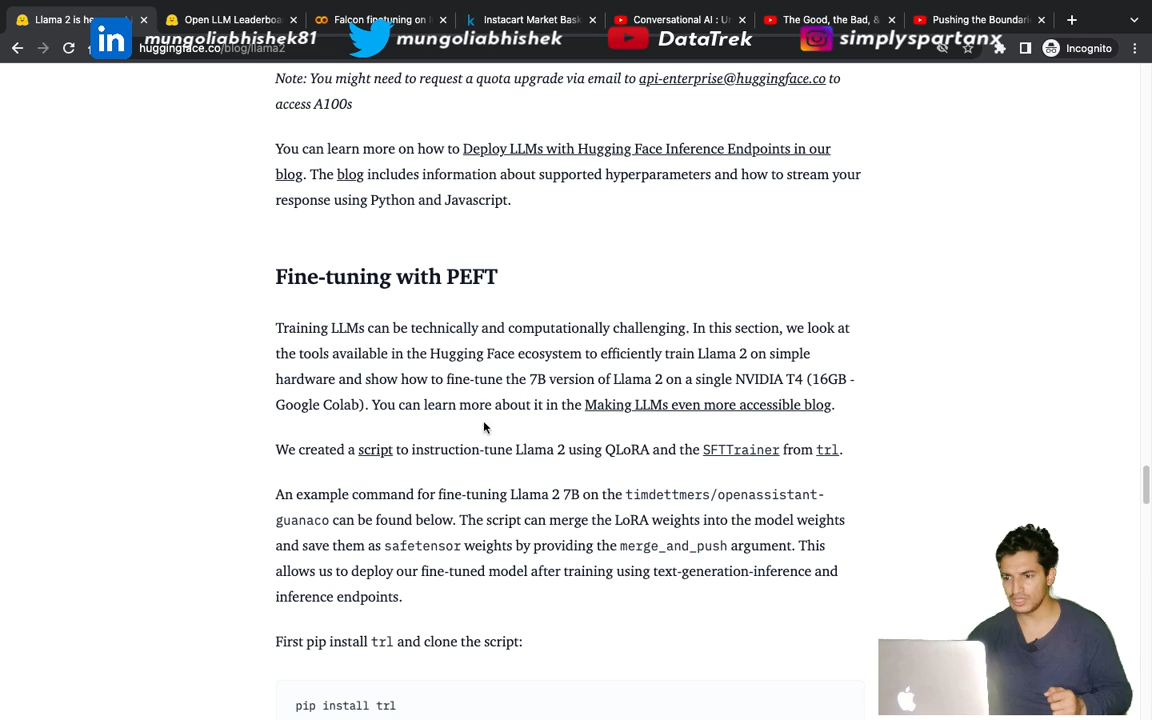 Llama 2 is he
Open LLM Leaderboa
Falcon finetuning on
Instacart Market Bask
Conversational AI : Ur
The Good, the Bad, &
Pushing the Boundari
huggingface.co/blog/llama2
Incognito
in
mungoliabhishek81
mungoliabhishek
DataTrek
simplyspartanx
Note: You might need to request a quota upgrade via email to api-enterprise@huggingface.co to
access A100s
You can learn more on how to Deploy LLMs with Hugging Face Inference Endpoints in our
blog. The blog includes information about supported hyperparameters and how to stream your
response using Python and Javascript.
Fine-tuning with PEFT
Training LLMs can be technically and computationally challenging. In this section, we look at
the tools available in the Hugging Face ecosystem to efficiently train Llama 2 on simple
hardware and show how to fine-tune the 7B version of Llama 2 on a single NVIDIA T4 (16GB -
Google Colab). You can learn more about it in the Making LLMs even more accessible blog.
We created a script to instruction-tune Llama 2 using QLoRA and the SFTTrainer from trl.
An example command for fine-tuning Llama 2 7B on the timdettmers/openassistant-
guanaco can be found below. The script can merge the LoRA weights into the model weights
and save them as safetensor weights by providing the merge_and_push argument. This
allows us to deploy our fine-tuned model after training using text-generation-inference and
inference endpoints.
First pip install trl and clone the script:
pip install trl